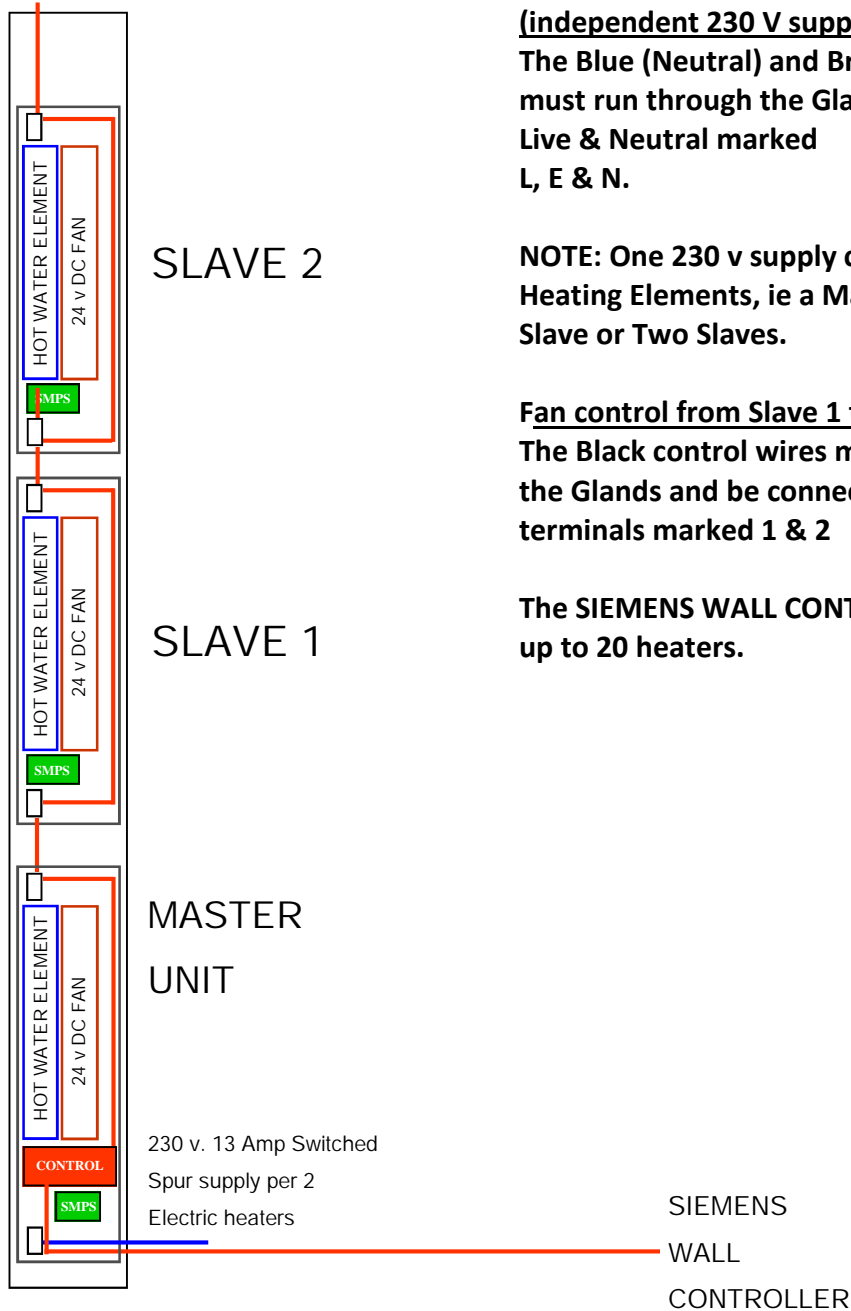 (independent 230 V supp
The Blue (Neutral) and Br
must run through the Gla
Live & Neutral marked
L, E & N.
NOTE: One 230 v supply c
Heating Elements, ie a Ma
Slave or Two Slaves.
Fan control from Slave 1 t
The Black control wires m
the Glands and be connec
terminals marked 1 & 2
The SIEMENS WALL CONT
up to 20 heaters.
HOT WATER ELEMENT
24 v DC FAN
SMPS
SLAVE 2
HOT WATER ELEMENT
24 v DC FAN
SMPS
SLAVE 1
HOT WATER ELEMENT
24 v DC FAN
CONTROL
SMPS
MASTER
UNIT
230 v. 13 Amp Switched
Spur supply per 2
Electric heaters
SIEMENS
WALL
CONTROLLER